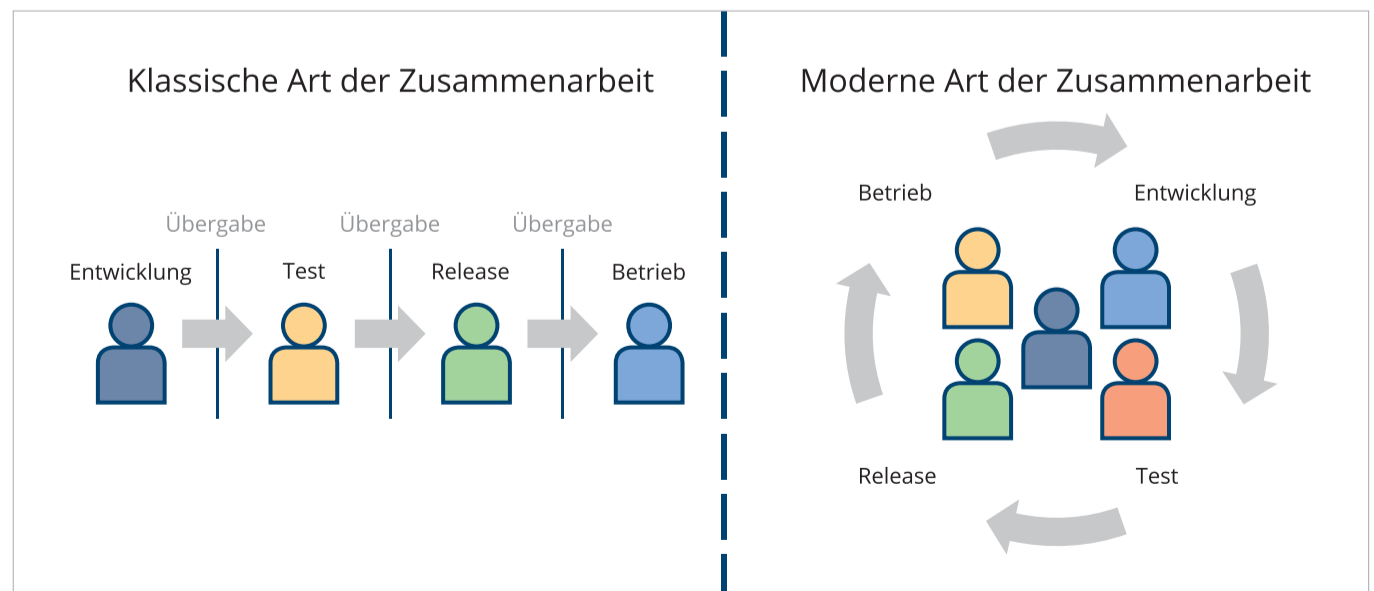 Klassische Art der Zusammenarbeit
Übergabe Übergabe Übergabe
Entwicklung Test Release Betrieb
Moderne Art der Zusammenarbeit
Betrieb Entwicklung
Release Test